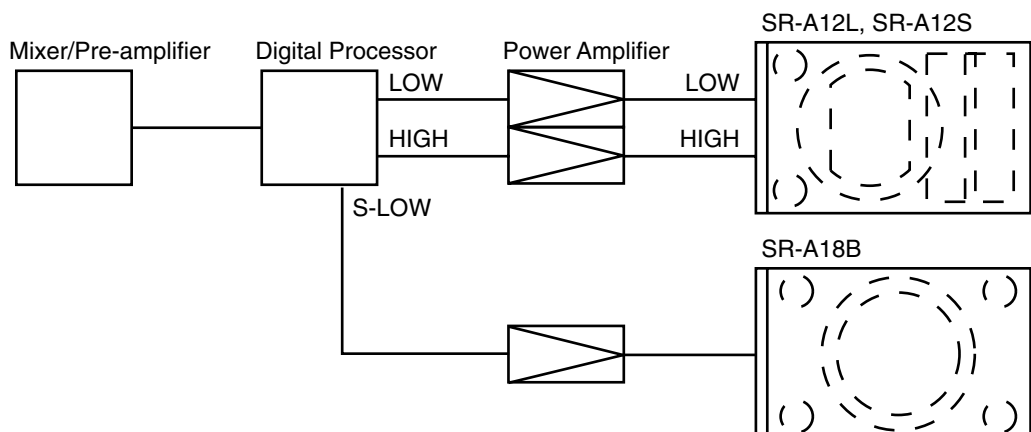 SR-A12L, SR-A12S
Mixer/Pre-amplifier
Digital Processor
Power Amplifier
LOW
LOW
HIGH
HIGH
S-LOW
SR-A18B